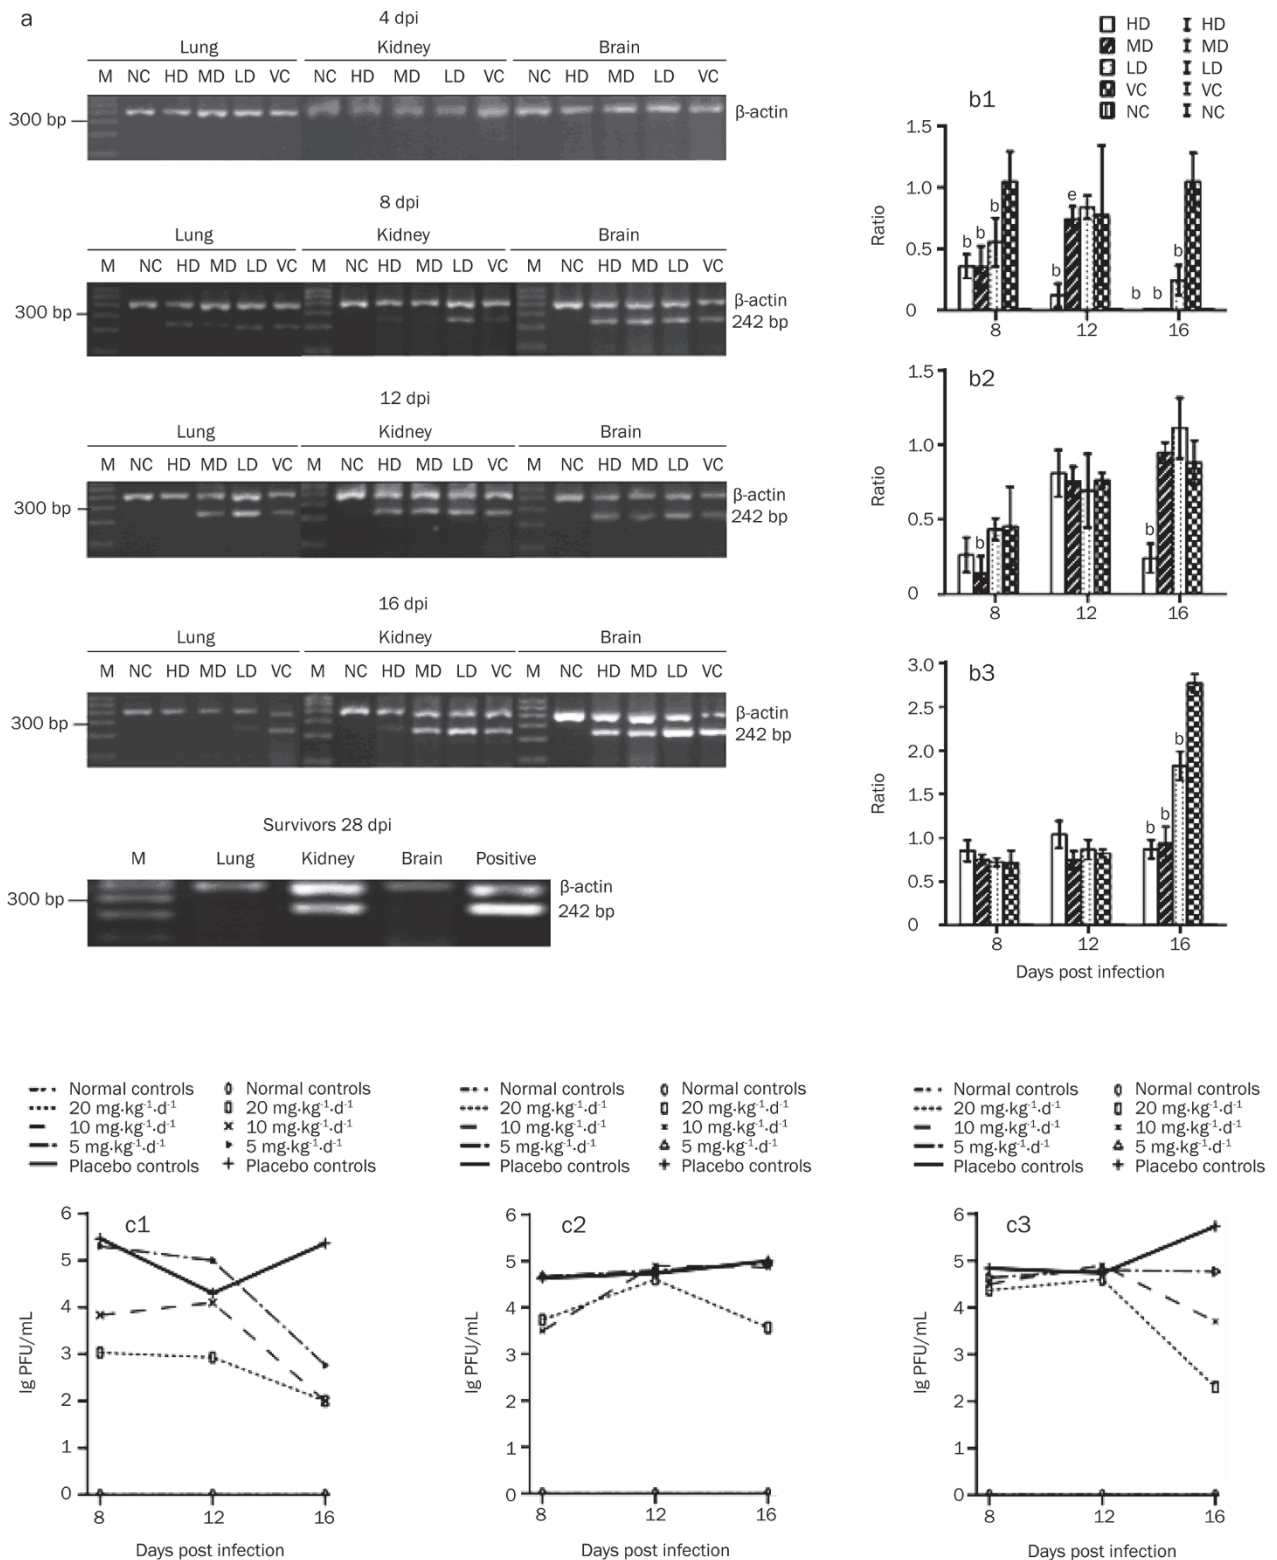 a
4 dpi
Lung Kidney Brain
M NC HD MD LD VC NC HD MD LD VC NC HD MD LD VC
300 bp
β-actin
8 dpi
Lung Kidney Brain
M NC HD MD LD VC M NC HD MD LD VC NC HD MD LD VC
300 bp
β-actin
242 bp
12 dpi
Lung Kidney Brain
M NC HD MD LD VC M NC HD MD LD VC NC HD MD LD VC
300 bp
β-actin
242 bp
16 dpi
Lung Kidney Brain
M NC HD MD LD VC M NC HD MD LD VC M NC HD MD LD VC
300 bp
β-actin
242 bp
Survivors 28 dpi
M Lung Kidney Brain Positive
300 bp
β-actin
242 bp
HD HD
MD MD
LD LD
VC VC
NC NC
b1
1.5
1.0
0.5
0
Ratio
b b b b e b b b
8 12 16
b2
1.5
1.0
0.5
0
Ratio
b b
8 12 16
b3
3.0
2.5
2.0
1.5
1.0
0.5
0
Ratio
b b b
8 12 16
Days post infection
Normal controls Normal controls
20 mg·kg⁻¹·d⁻¹ 20 mg·kg⁻¹·d⁻¹
10 mg·kg⁻¹·d⁻¹ 10 mg·kg⁻¹·d⁻¹
5 mg·kg⁻¹·d⁻¹ 5 mg·kg⁻¹·d⁻¹
Placebo controls Placebo controls
c1
6
5
4
3
2
1
0
lg PFU/mL
8 12 16
Days post infection
Normal controls Normal controls
20 mg·kg⁻¹·d⁻¹ 20 mg·kg⁻¹·d⁻¹
10 mg·kg⁻¹·d⁻¹ 10 mg·kg⁻¹·d⁻¹
5 mg·kg⁻¹·d⁻¹ 5 mg·kg⁻¹·d⁻¹
Placebo controls Placebo controls
c2
6
5
4
3
2
1
0
lg PFU/mL
8 12 16
Days post infection
Normal controls Normal controls
20 mg·kg⁻¹·d⁻¹ 20 mg·kg⁻¹·d⁻¹
10 mg·kg⁻¹·d⁻¹ 10 mg·kg⁻¹·d⁻¹
5 mg·kg⁻¹·d⁻¹ 5 mg·kg⁻¹·d⁻¹
Placebo controls Placebo controls
c3
6
5
4
3
2
1
0
lg PFU/mL
8 12 16
Days post infection